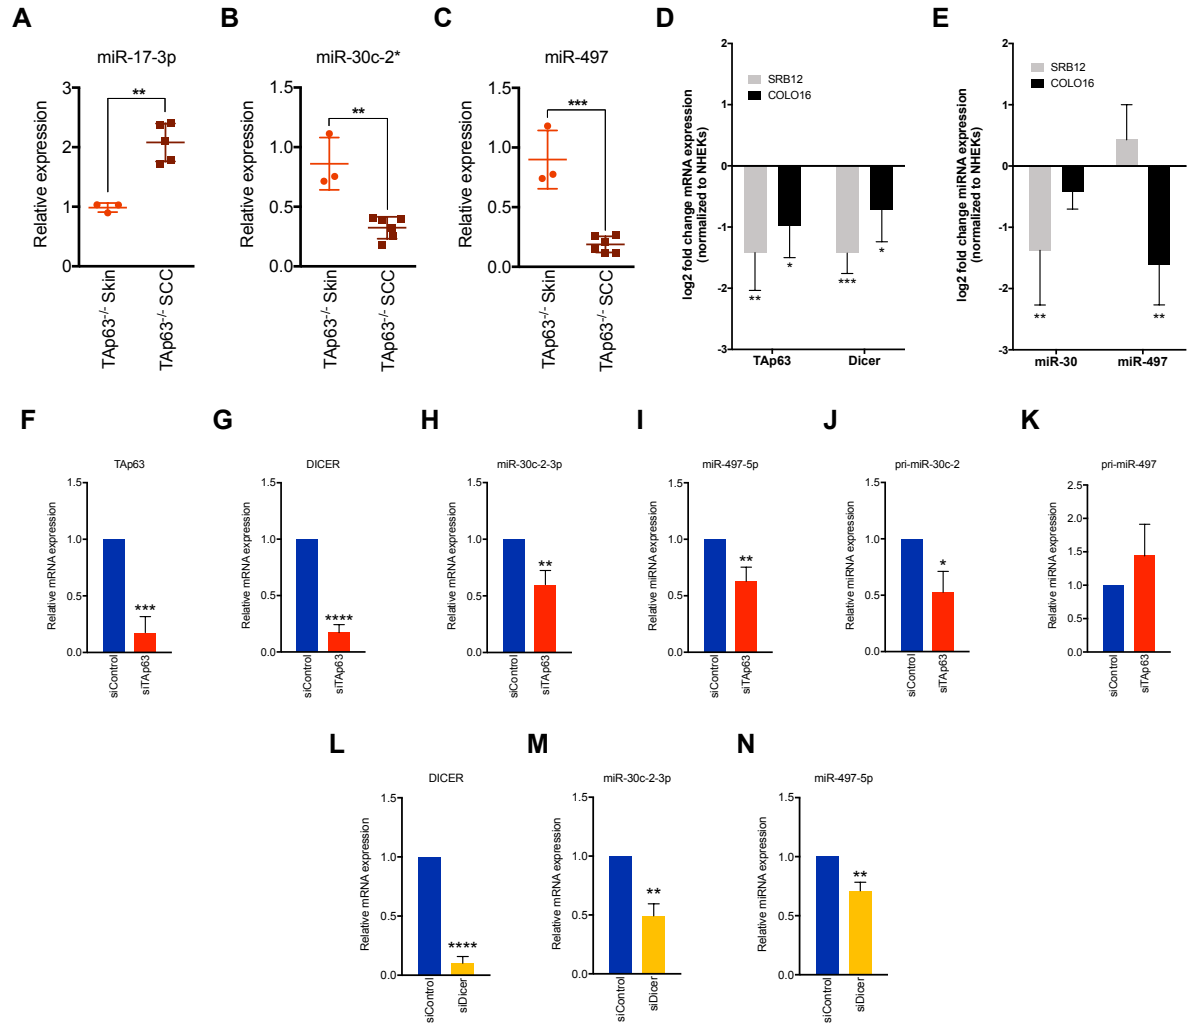 A
B
C
D
E
miR-17-3p
miR-30c-2*
miR-497
Relative expression
3
2
1
0
**
TAp63-/- Skin
TAp63-/- SCC
Relative expression
1.5
1.0
0.5
0.0
**
TAp63-/- Skin
TAp63-/- SCC
Relative expression
1.5
1.0
0.5
0.0
***
TAp63-/- Skin
TAp63-/- SCC
log2 fold change mRNA expression
(normalized to NHEKs)
2
1
0
-1
-2
-3
SRB12
COLO16
**
*
***
*
TAp63
Dicer
log2 fold change miRNA expression
(normalized to NHEKs)
2
1
0
-1
-2
-3
SRB12
COLO16
**
**
miR-30
miR-497
F
G
H
I
J
K
TAp63
Relative mRNA expression
1.5
1.0
0.5
0.0
***
siControl
siTAp63
DICER
Relative mRNA expression
1.5
1.0
0.5
0.0
****
siControl
siTAp63
miR-30c-2-3p
Relative miRNA expression
1.5
1.0
0.5
0.0
**
siControl
siTAp63
miR-497-5p
Relative miRNA expression
1.5
1.0
0.5
0.0
**
siControl
siTAp63
pri-miR-30c-2
Relative miRNA expression
1.5
1.0
0.5
0.0
*
siControl
siTAp63
pri-miR-497
Relative miRNA expression
2.5
2.0
1.5
1.0
0.5
0.0
siControl
siTAp63
L
M
N
DICER
Relative mRNA expression
1.5
1.0
0.5
0.0
****
siControl
siDicer
miR-30c-2-3p
Relative mRNA expression
1.5
1.0
0.5
0.0
**
siControl
siDicer
miR-497-5p
Relative miRNA expression
1.5
1.0
0.5
0.0
**
siControl
siDicer